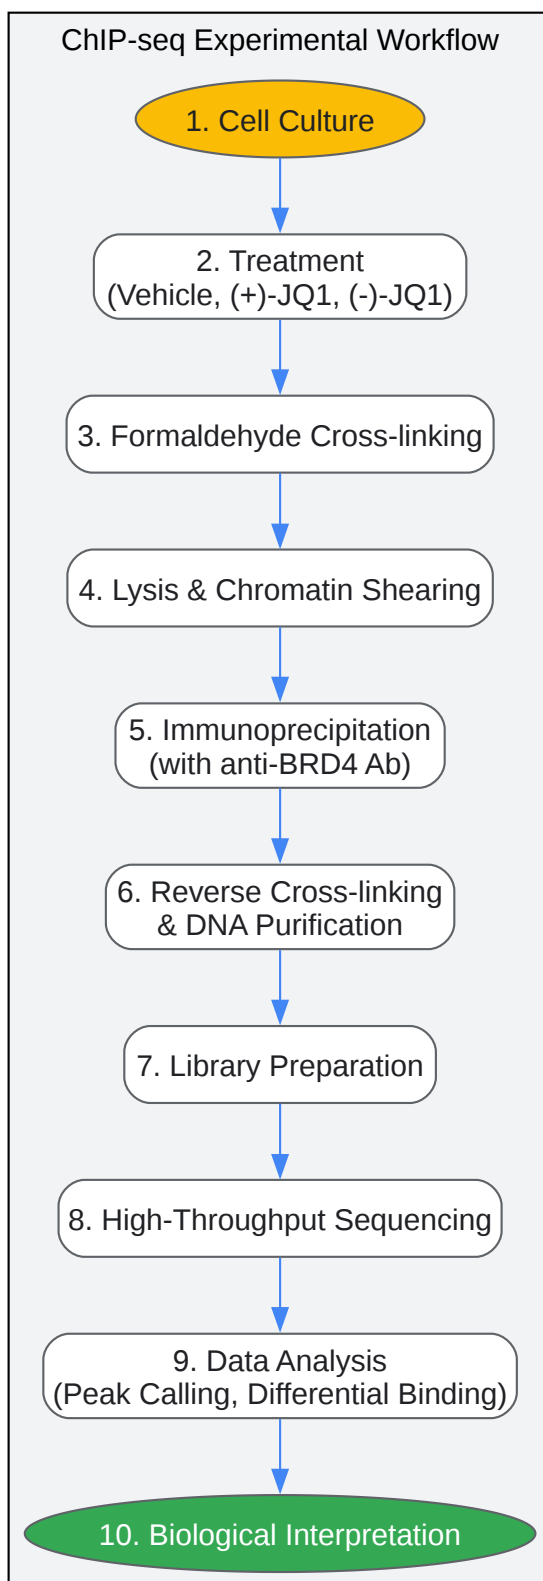 ChIP-seq Experimental Workflow
1. Cell Culture
2. Treatment
(Vehicle, (+)-JQ1, (-)-JQ1)
3. Formaldehyde Cross-linking
4. Lysis & Chromatin Shearing
5. Immunoprecipitation
(with anti-BRD4 Ab)
6. Reverse Cross-linking
& DNA Purification
7. Library Preparation
8. High-Throughput Sequencing
9. Data Analysis
(Peak Calling, Differential Binding)
10. Biological Interpretation